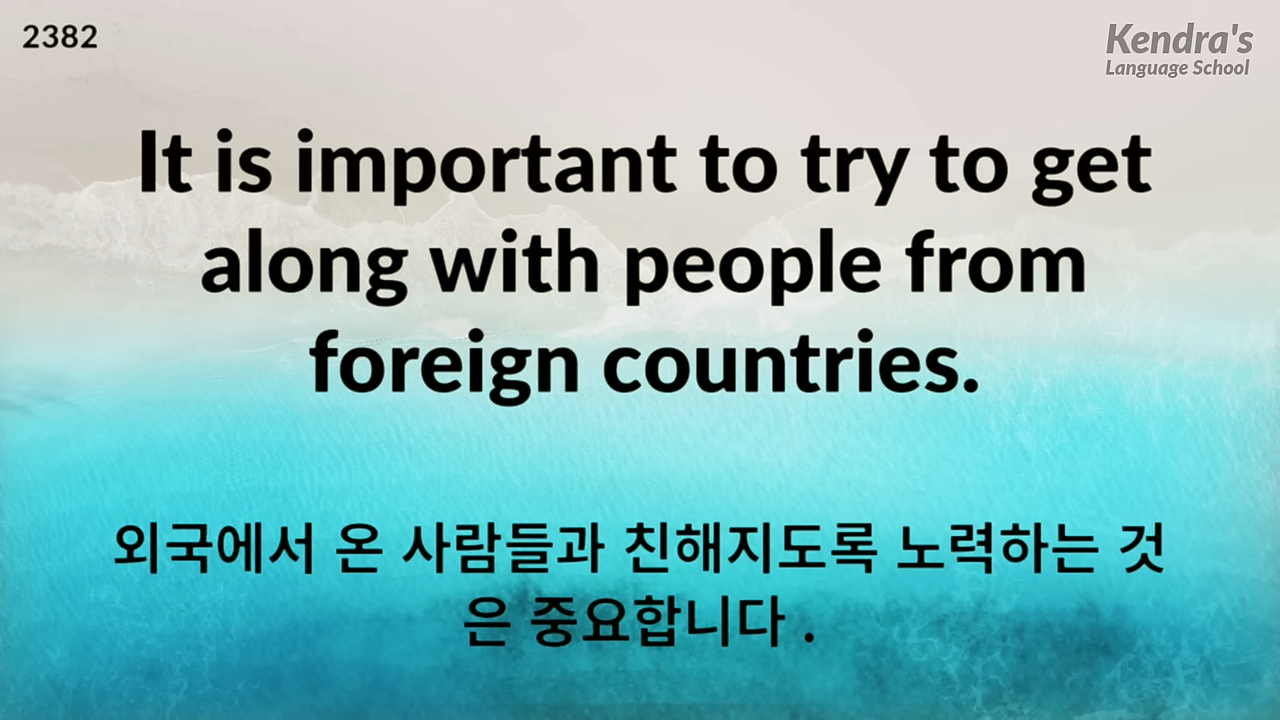 2382
Kendra's
Language School
It is important to try to get
along with people from
foreign countries.
외국에서 온 사람들과 친해지도록 노력하는 것
은 중요합니다 .